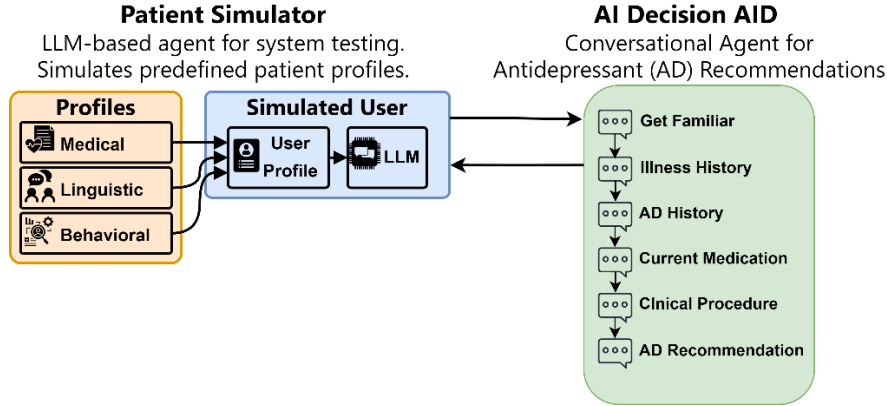 Patient Simulator
LLM-based agent for system testing.
Simulates predefined patient profiles.
Profiles
Medical
Linguistic
Behavioral
Simulated User
User
Profile
LLM
AI Decision AID
Conversational Agent for
Antidepressant (AD) Recommendations
Get Familiar
Illness History
AD History
Current Medication
Clnical Procedure
AD Recommendation